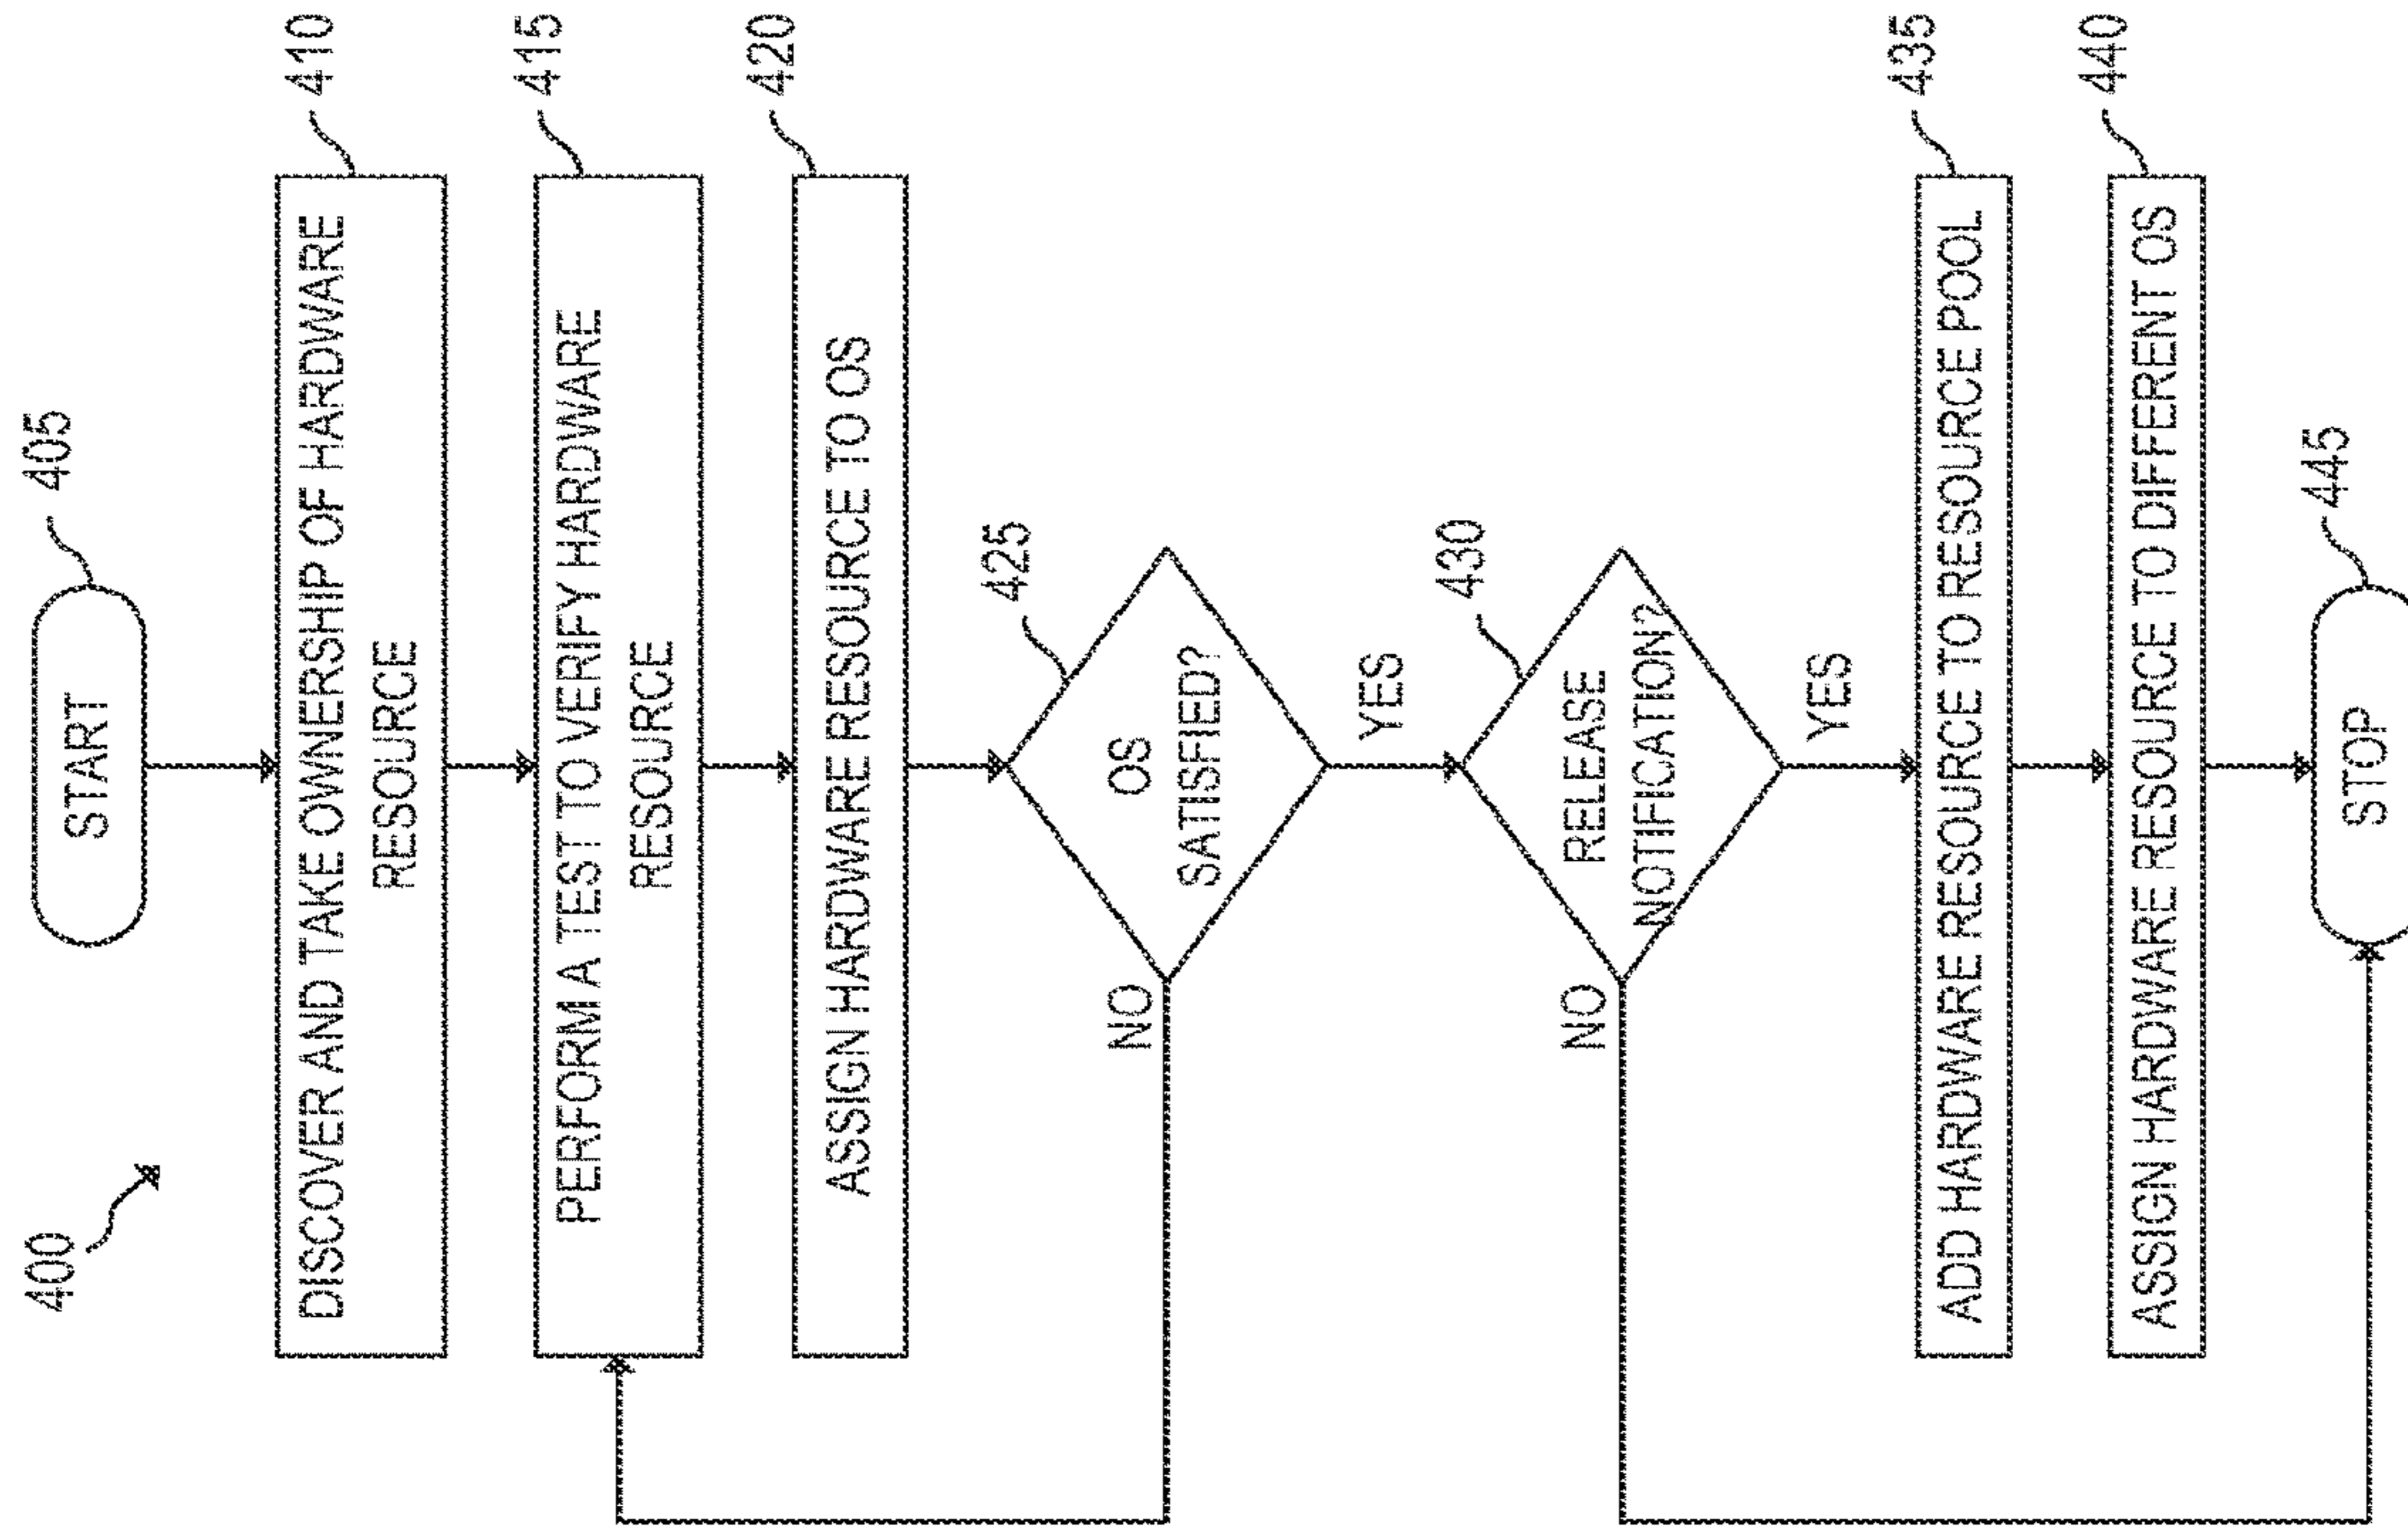 400
START
405
DISCOVER AND TAKE OWNERSHIP OF HARDWARE
RESOURCE
410
PERFORM A TEST TO VERIFY HARDWARE
RESOURCE
415
ASSIGN HARDWARE RESOURCE TO OS
420
OS
SATISFIED?
425
NO
YES
RELEASE
NOTIFICATION?
430
NO
YES
ADD HARDWARE RESOURCE TO RESOURCE POOL
435
ASSIGN HARDWARE RESOURCE TO DIFFERENT OS
440
STOP
445